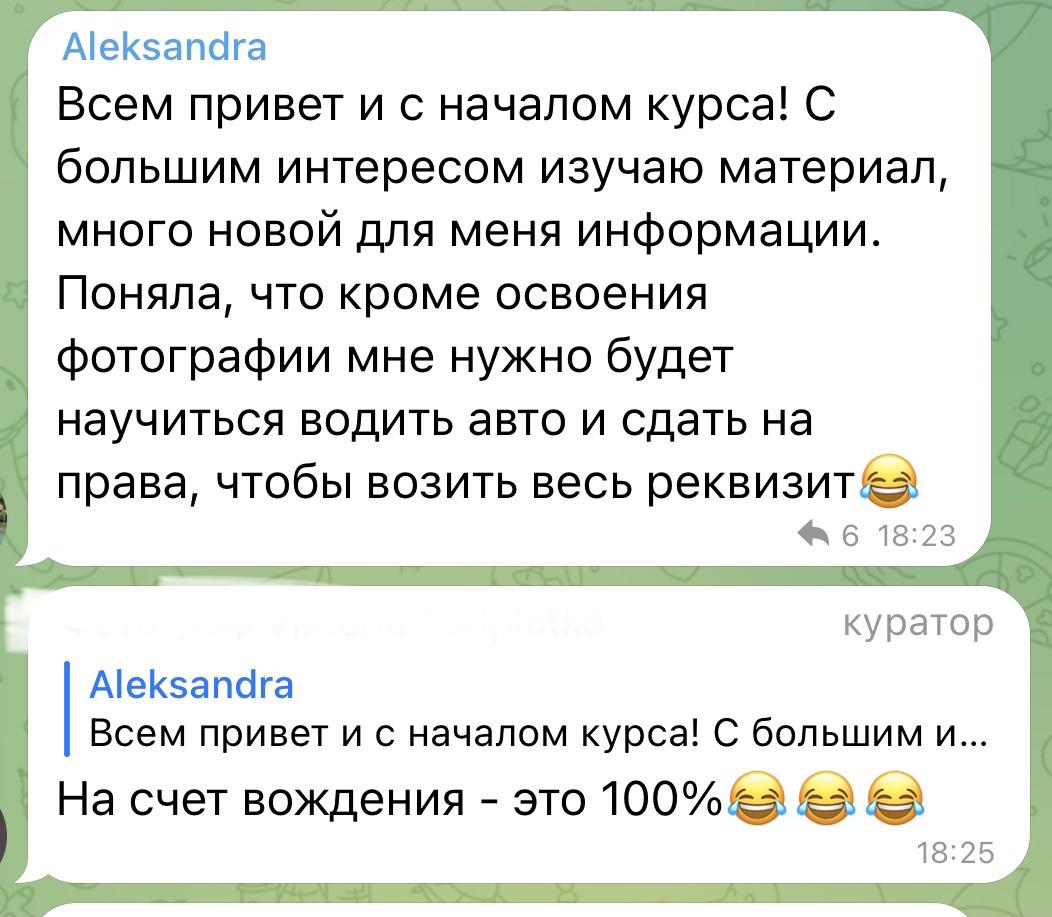 Aleksandra
Всем привет и с началом курса! С
большим интересом изучаю материал,
много новой для меня информации.
Поняла, что кроме освоения
фотографии мне нужно будет
научиться водить авто и сдать на
права, чтобы возить весь реквизит😂
6 18:23
куратор
Aleksandra
Всем привет и с началом курса! С большим и...
На счет вождения - это 100%😂😂😂
18:25